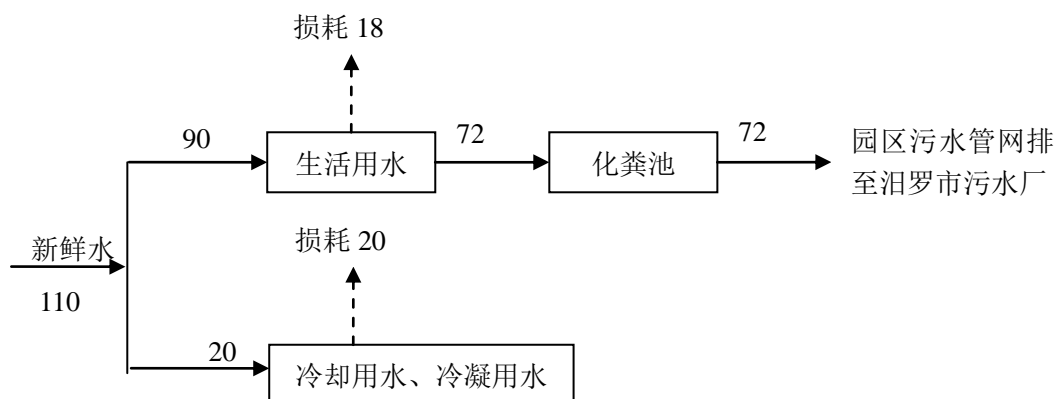 损耗 18
90
生活用水
72
化粪池
72
园区污水管网排
至汨罗市污水厂
新鲜水
110
损耗 20
20
冷却用水、冷凝用水